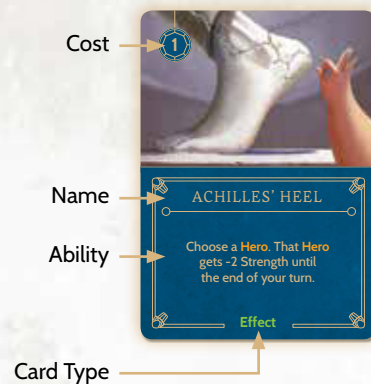 Cost
1
Name
ACHILLES' HEEL
Ability
Choose a Hero. That Hero
gets -2 Strength until
the end of your turn.
Effect
Card Type